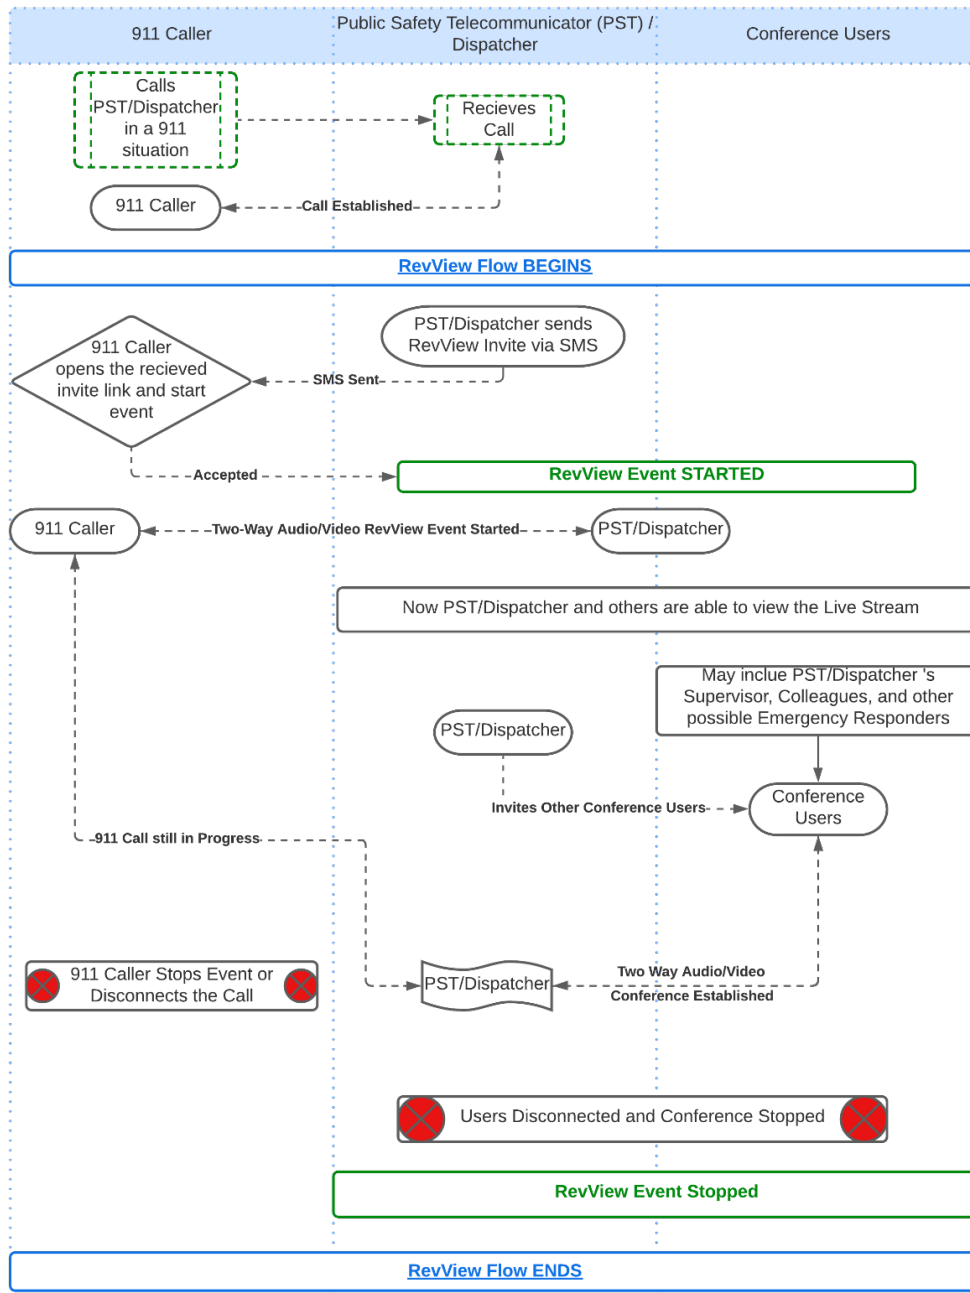 911 Caller
Public Safety Telecommunicator (PST) /
Dispatcher
Conference Users
Calls
PST/Dispatcher
in a 911
situation
Recieves
Call
911 Caller
Call Established
RevView Flow BEGINS
PST/Dispatcher sends
RevView Invite via SMS
911 Caller
opens the recieved
invite link and start
event
SMS Sent
Accepted
RevView Event STARTED
911 Caller
Two-Way Audio/Video RevView Event Started
PST/Dispatcher
Now PST/Dispatcher and others are able to view the Live Stream
May inclue PST/Dispatcher 's
Supervisor, Colleagues, and other
possible Emergency Responders
PST/Dispatcher
Invites Other Conference Users
Conference
Users
911 Call still in Progress
911 Caller Stops Event or
Disconnects the Call
PST/Dispatcher
Two Way Audio/Video
Conference Established
Users Disconnected and Conference Stopped
RevView Event Stopped
RevView Flow ENDS